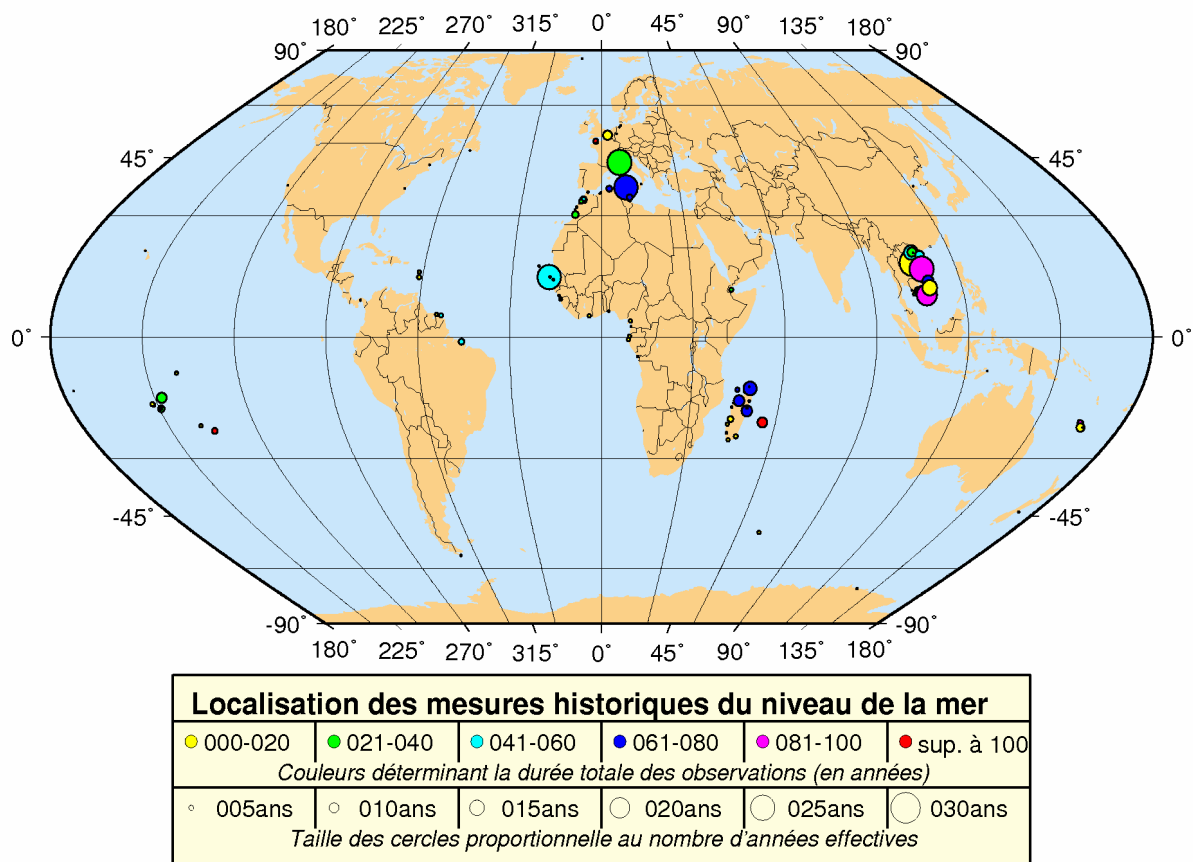 180° 225° 270° 315° 0° 45° 90° 135° 180°
90° 90°
45° 45°
0° 0°
-45° -45°
-90° -90°
180° 225° 270° 315° 0° 45° 90° 135° 180°
Localisation des mesures historiques du niveau de la mer
000-020 021-040 041-060 061-080 081-100 sup. à 100
Couleurs déterminant la durée totale des observations (en années)
005ans 010ans 015ans 020ans 025ans 030ans
Taille des cercles proportionnelle au nombre d'années effectives